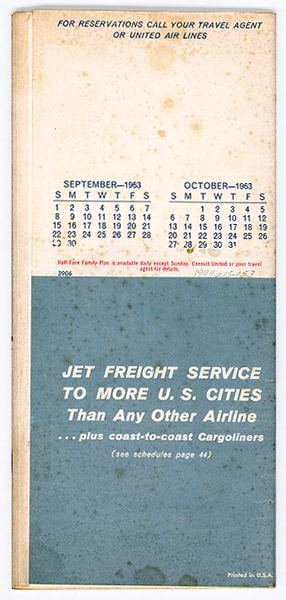 FOR RESERVATIONS CALL YOUR TRAVEL AGENT
OR UNITED AIR LINES
SEPTEMBER—1963
S M T W T F S
1 2 3 4 5 6 7
8 9 10 11 12 13 14
15 16 17 18 19 20 21
22 23 24 25 26 27 28
29 30
OCTOBER—1963
S M T W T F S
1 2 3 4 5
6 7 8 9 10 11 12
13 14 15 16 17 18 19
20 21 22 23 24 25 26
27 28 29 30 31
Half-Fare Family Plan is available daily except Sunday. Consult United or your travel
agent for details.
3906
JET FREIGHT SERVICE
TO MORE U. S. CITIES
Than Any Other Airline
. . . plus coast-to-coast Cargoliners
(see schedules page 44)
Printed in U.S.A.